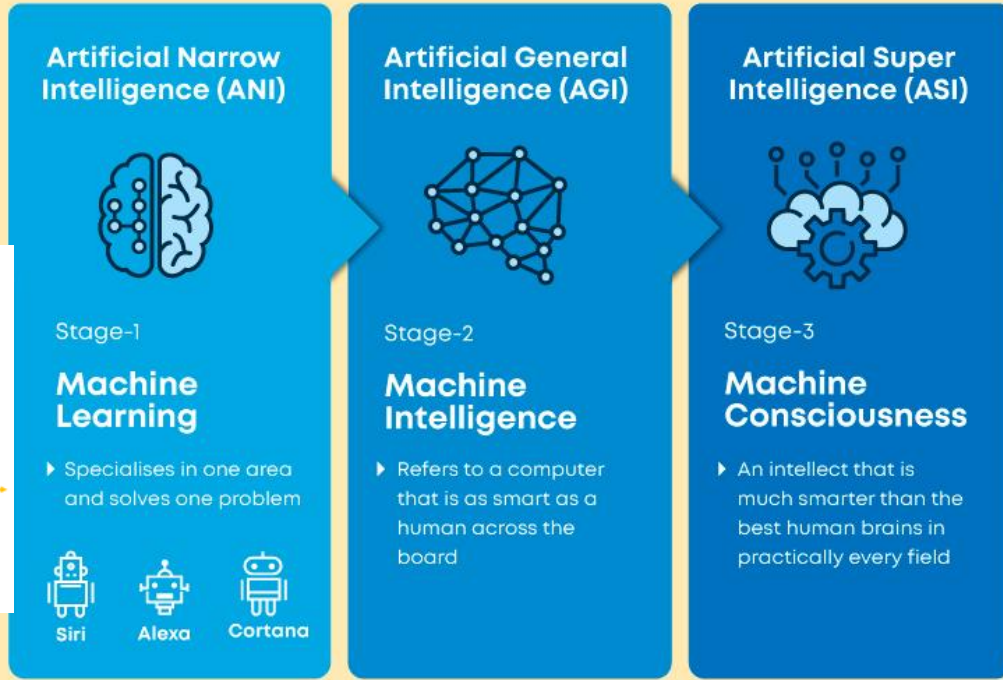 Artificial Narrow
Intelligence (ANI)
Stage-1
Machine
Learning
Specialises in one area
and solves one problem
Siri
Alexa
Cortana
Artificial General
Intelligence (AGI)
Stage-2
Machine
Intelligence
Refers to a computer
that is as smart as a
human across the
board
Artificial Super
Intelligence (ASI)
Stage-3
Machine
Consciousness
An intellect that is
much smarter than the
best human brains in
practically every field